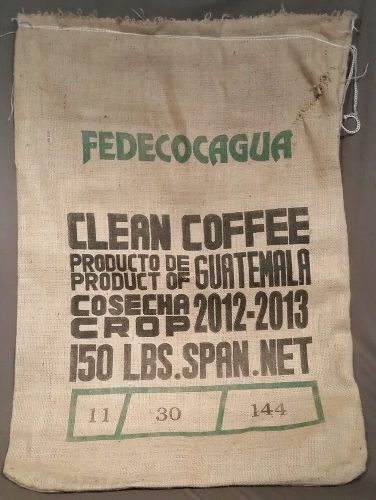 FEDECOCAGUA
CLEAN COFFEE
PRODUCTO DE
PRODUCT OF GUATEMALA
COSECHA
CROP 2012-2013
150 LBS.SPAN.NET
11 30 144